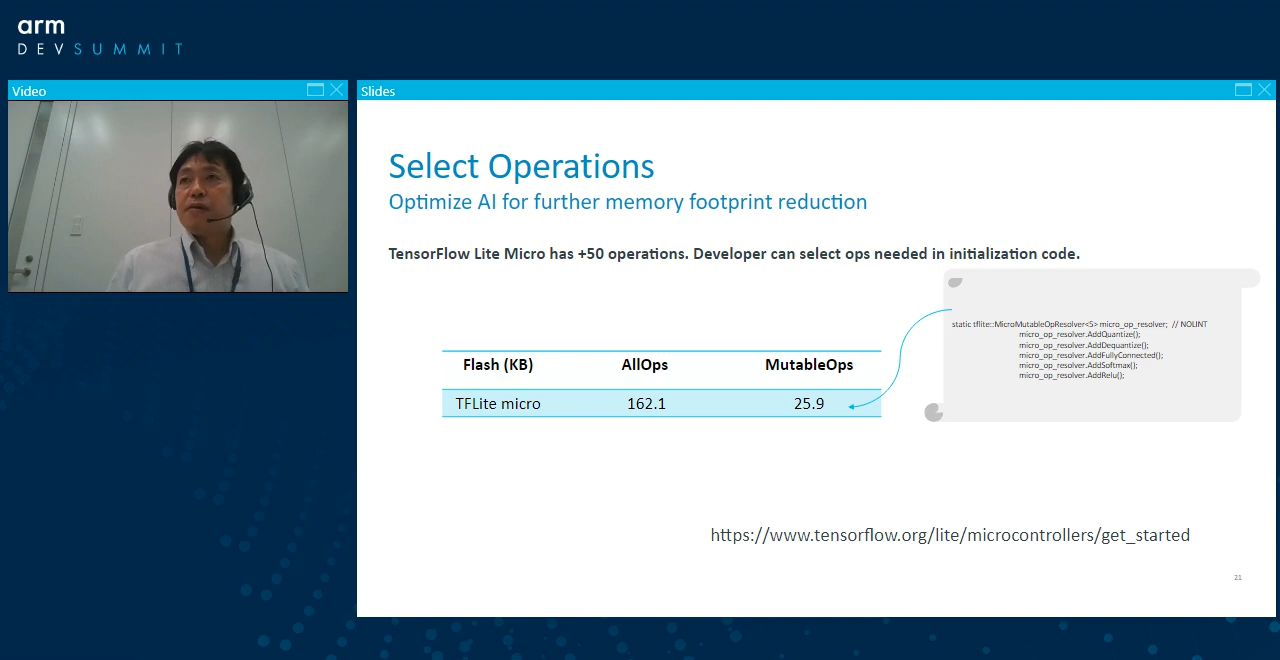 arm
DEVSUMMIT
Video
Slides
Select Operations
Optimize AI for further memory footprint reduction
TensorFlow Lite Micro has +50 operations. Developer can select ops needed in initialization code.
static tflite::MicroMutableOpResolver<5> micro_op_resolver; // NOLINT
micro_op_resolver.AddQuantize();
micro_op_resolver.AddDequantize();
micro_op_resolver.AddFullyConnected();
micro_op_resolver.AddSoftmax();
micro_op_resolver.AddRelu();
Flash (KB) AllOps MutableOps
TFLite micro 162.1 25.9
https://www.tensorflow.org/lite/microcontrollers/get_started
21